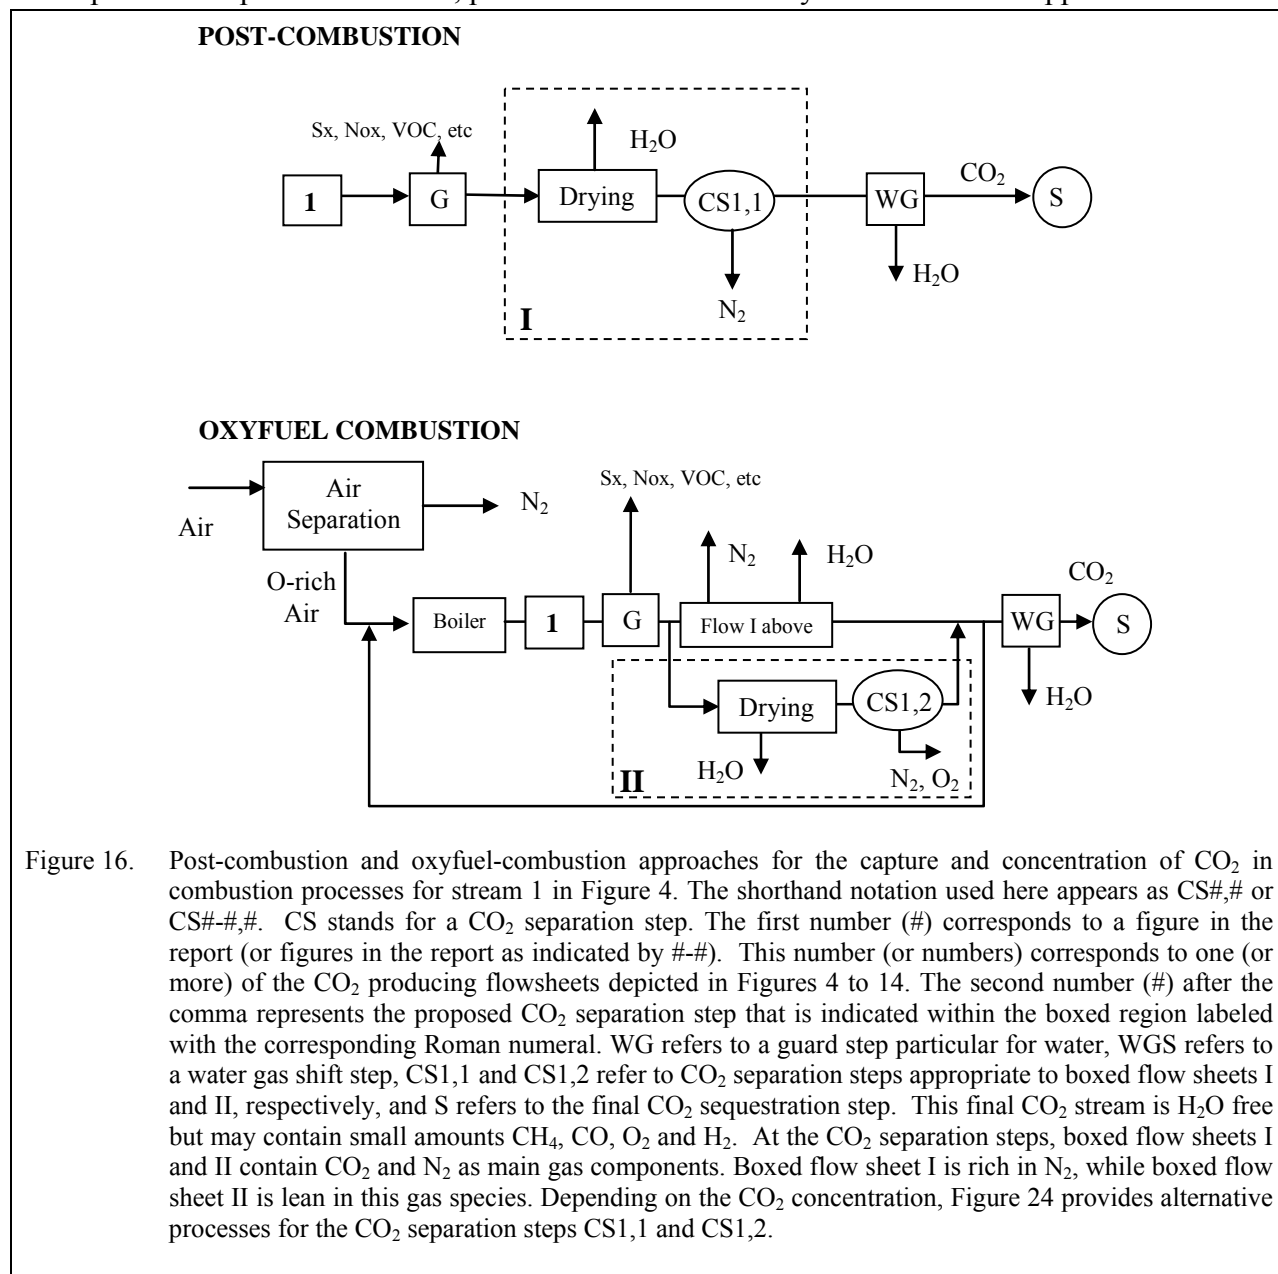 POST-COMBUSTION
Sx, Nox, VOC, etc
H₂O
1
G
Drying
CS1,1
WG
CO₂
S
H₂O
N₂
I
OXYFUEL COMBUSTION
Air
Air
Separation
N₂
O-rich
Air
Sx, Nox, VOC, etc
N₂
H₂O
CO₂
Boiler
1
G
Flow I above
WG
S
Drying
CS1,2
H₂O
H₂O
N₂, O₂
II
Figure 16. Post-combustion and oxyfuel-combustion approaches for the capture and concentration of CO₂ in
combustion processes for stream 1 in Figure 4. The shorthand notation used here appears as CS#,# or
CS#-#,#. CS stands for a CO₂ separation step. The first number (#) corresponds to a figure in the
report (or figures in the report as indicated by #-#). This number (or numbers) corresponds to one (or
more) of the CO₂ producing flowsheets depicted in Figures 4 to 14. The second number (#) after the
comma represents the proposed CO₂ separation step that is indicated within the boxed region labeled
with the corresponding Roman numeral. WG refers to a guard step particular for water, WGS refers to
a water gas shift step, CS1,1 and CS1,2 refer to CO₂ separation steps appropriate to boxed flow sheets I
and II, respectively, and S refers to the final CO₂ sequestration step. This final CO₂ stream is H₂O free
but may contain small amounts CH₄, CO, O₂ and H₂. At the CO₂ separation steps, boxed flow sheets I
and II contain CO₂ and N₂ as main gas components. Boxed flow sheet I is rich in N₂, while boxed flow
sheet II is lean in this gas species. Depending on the CO₂ concentration, Figure 24 provides alternative
processes for the CO₂ separation steps CS1,1 and CS1,2.